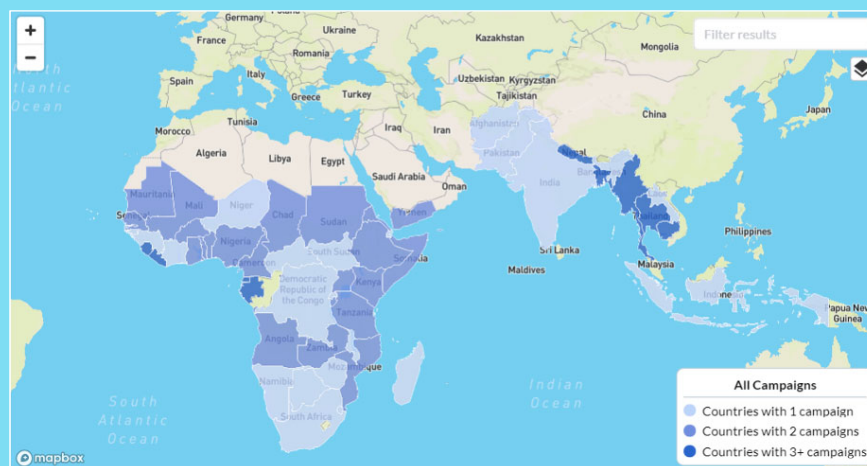 +
−
Filter results
Ukraine
Germany
France
Kazakhstan
Mongolia
Romania
Italy
Uzbekistan
Kyrgyzstan
Spain
Greece
Turkey
Tajikistan
Japan
Atlantic
Ocean
Tunisia
China
Morocco
Iraq
Iran
Afghanistan
Algeria
Libya
Egypt
Pakistan
Nepal
Saudi Arabia
Oman
India
Laos
Mauritania
Mali
Niger
Chad
Sudan
Yemen
Thailand
Philippines
Nigeria
South Sudan
Somalia
Sri Lanka
Maldives
Malaysia
Democratic
Republic of
the Congo
Kenya
Indonesia
Papua New
Guinea
Tanzania
Angola
Zambia
Mozambique
Namibia
Indian
Ocean
South
Atlantic
Ocean
South Africa
All Campaigns
Countries with 1 campaign
Countries with 2 campaigns
Countries with 3+ campaigns
mapbox